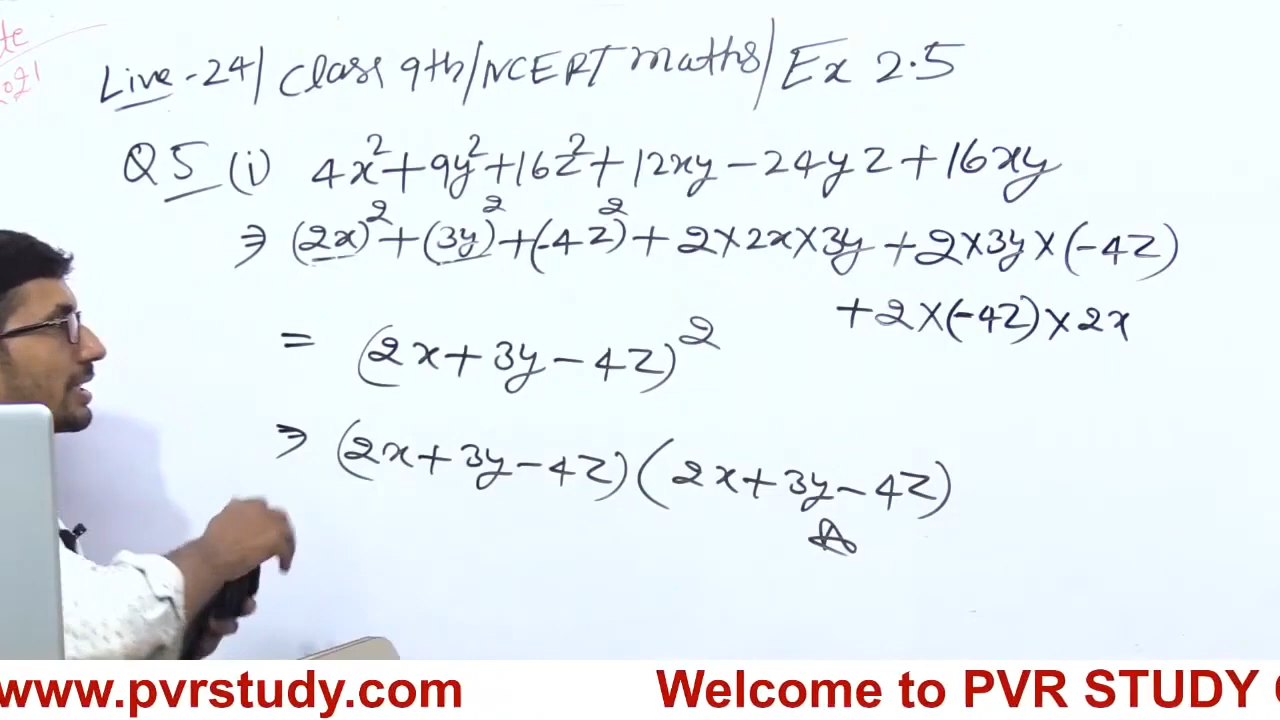 Live-24/ Class 9th/NCERT maths/ Ex 2.5
Q5 (i) 4x²+9y²+16z²+12xy-24yz+16xy
⇒ (2x)²+(3y)²+(-4z)²+2×2x×3y+2×3y×(-4z)
+2×(-4z)×2x
= (2x+3y-4z)²
⇒ (2x+3y-4z)(2x+3y-4z)
www.pvrstudy.com Welcome to PVR STUDY